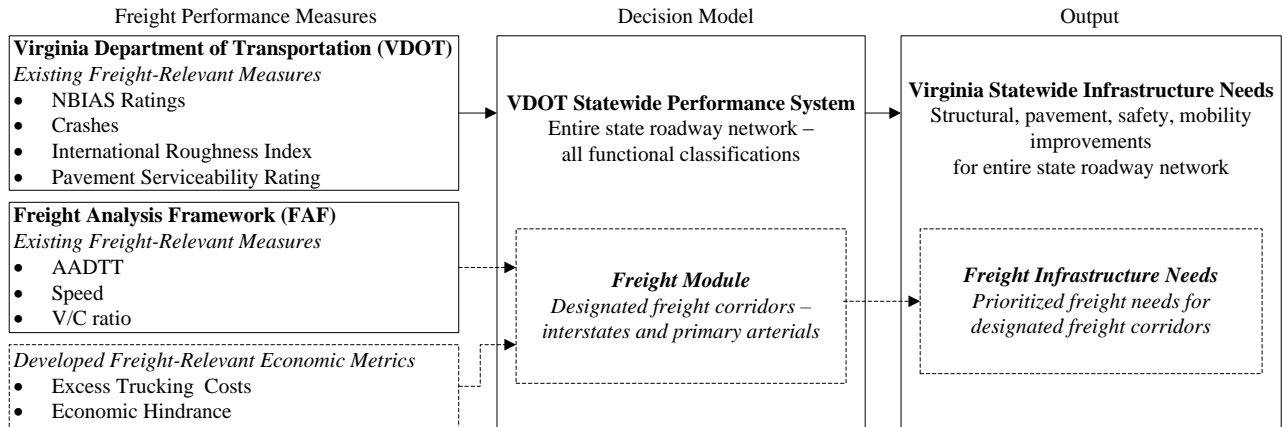 Freight Performance Measures
Virginia Department of Transportation (VDOT)
Existing Freight-Relevant Measures
• NBIAS Ratings
• Crashes
• International Roughness Index
• Pavement Serviceability Rating
Freight Analysis Framework (FAF)
Existing Freight-Relevant Measures
• AADTT
• Speed
• V/C ratio
Developed Freight-Relevant Economic Metrics
• Excess Trucking Costs
• Economic Hindrance
Decision Model
VDOT Statewide Performance System
Entire state roadway network –
all functional classifications
Freight Module
Designated freight corridors –
interstates and primary arterials
Output
Virginia Statewide Infrastructure Needs
Structural, pavement, safety, mobility
improvements
for entire state roadway network
Freight Infrastructure Needs
Prioritized freight needs for
designated freight corridors